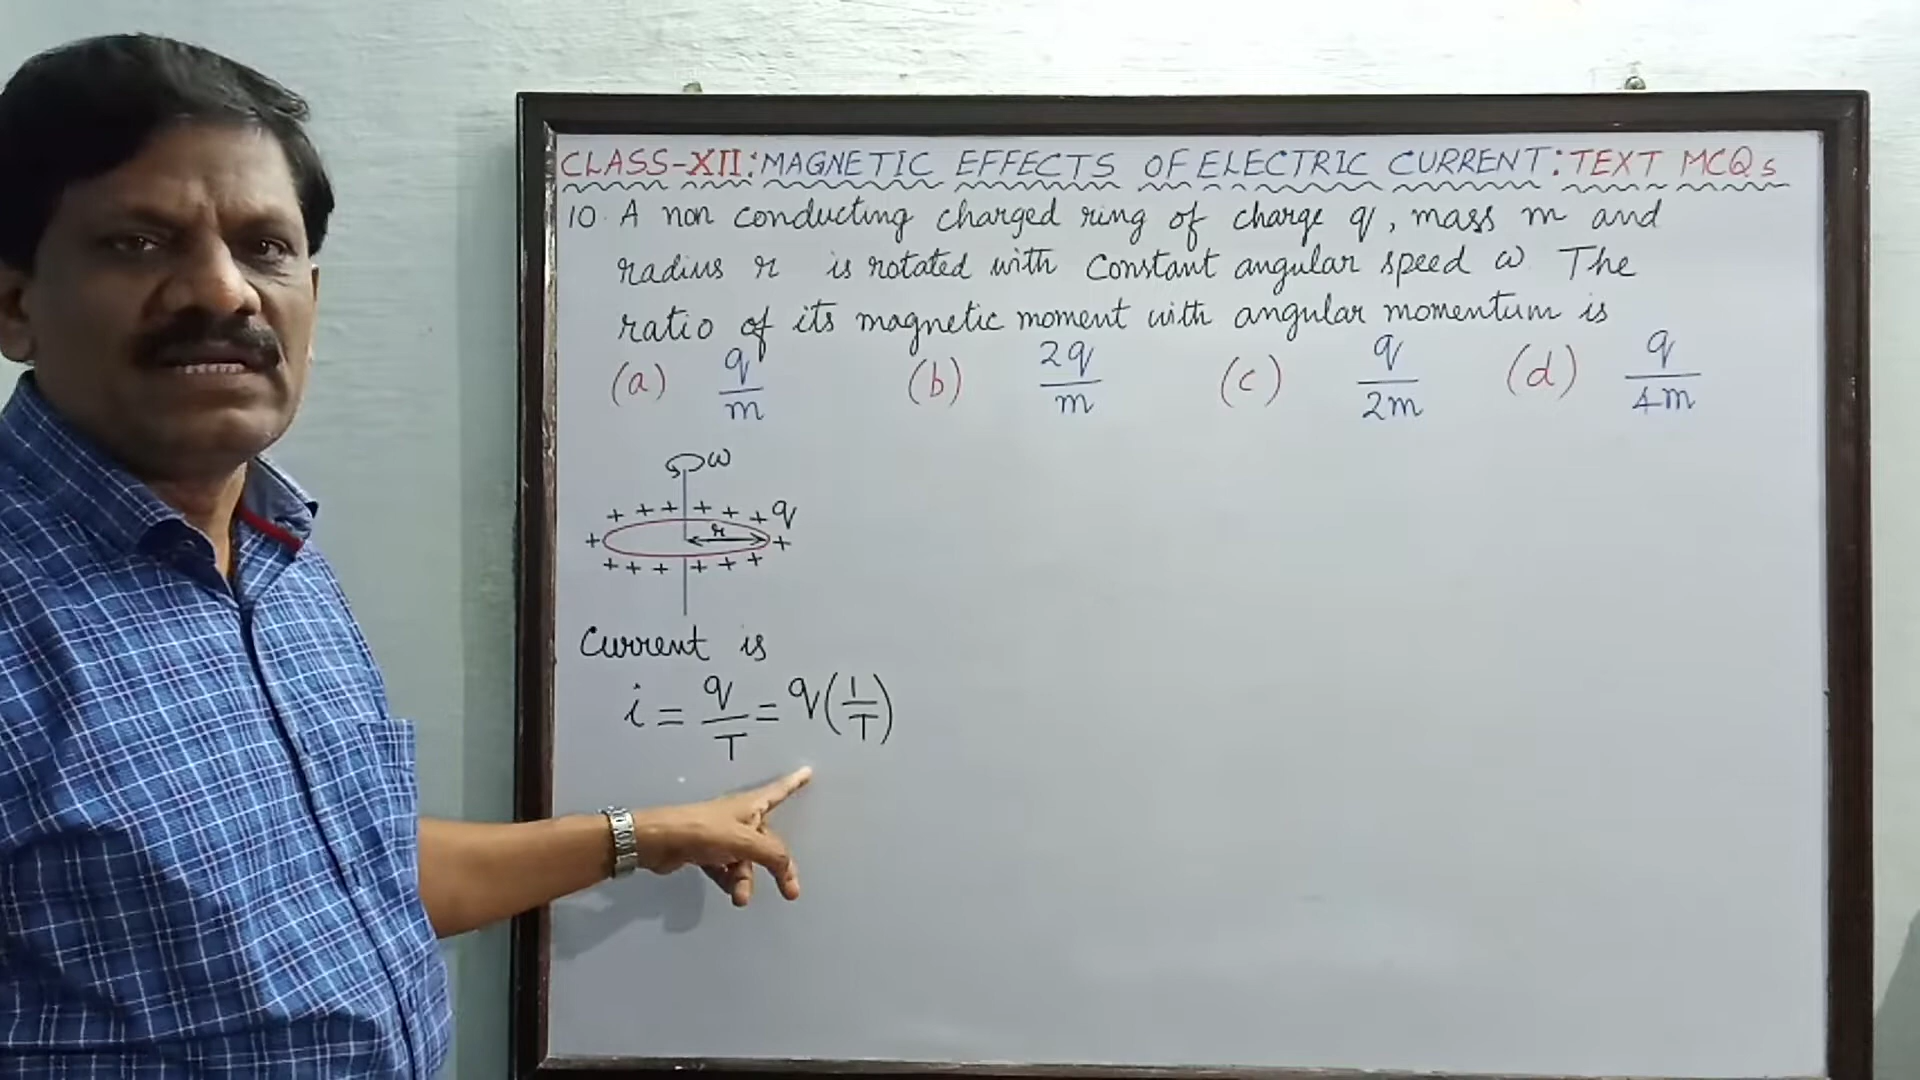 CLASS-XII: MAGNETIC EFFECTS OF ELECTRIC CURRENT: TEXT MCQs
10. A non conducting charged ring of charge q, mass m and
radius r is rotated with constant angular speed ω. The
ratio of its magnetic moment with angular momentum is
(a) q/m (b) 2q/m (c) q/2m (d) q/4m
ω
+ + + + + + q
+ r +
+ + + + + +
Current is
i = q/T = q(1/T)